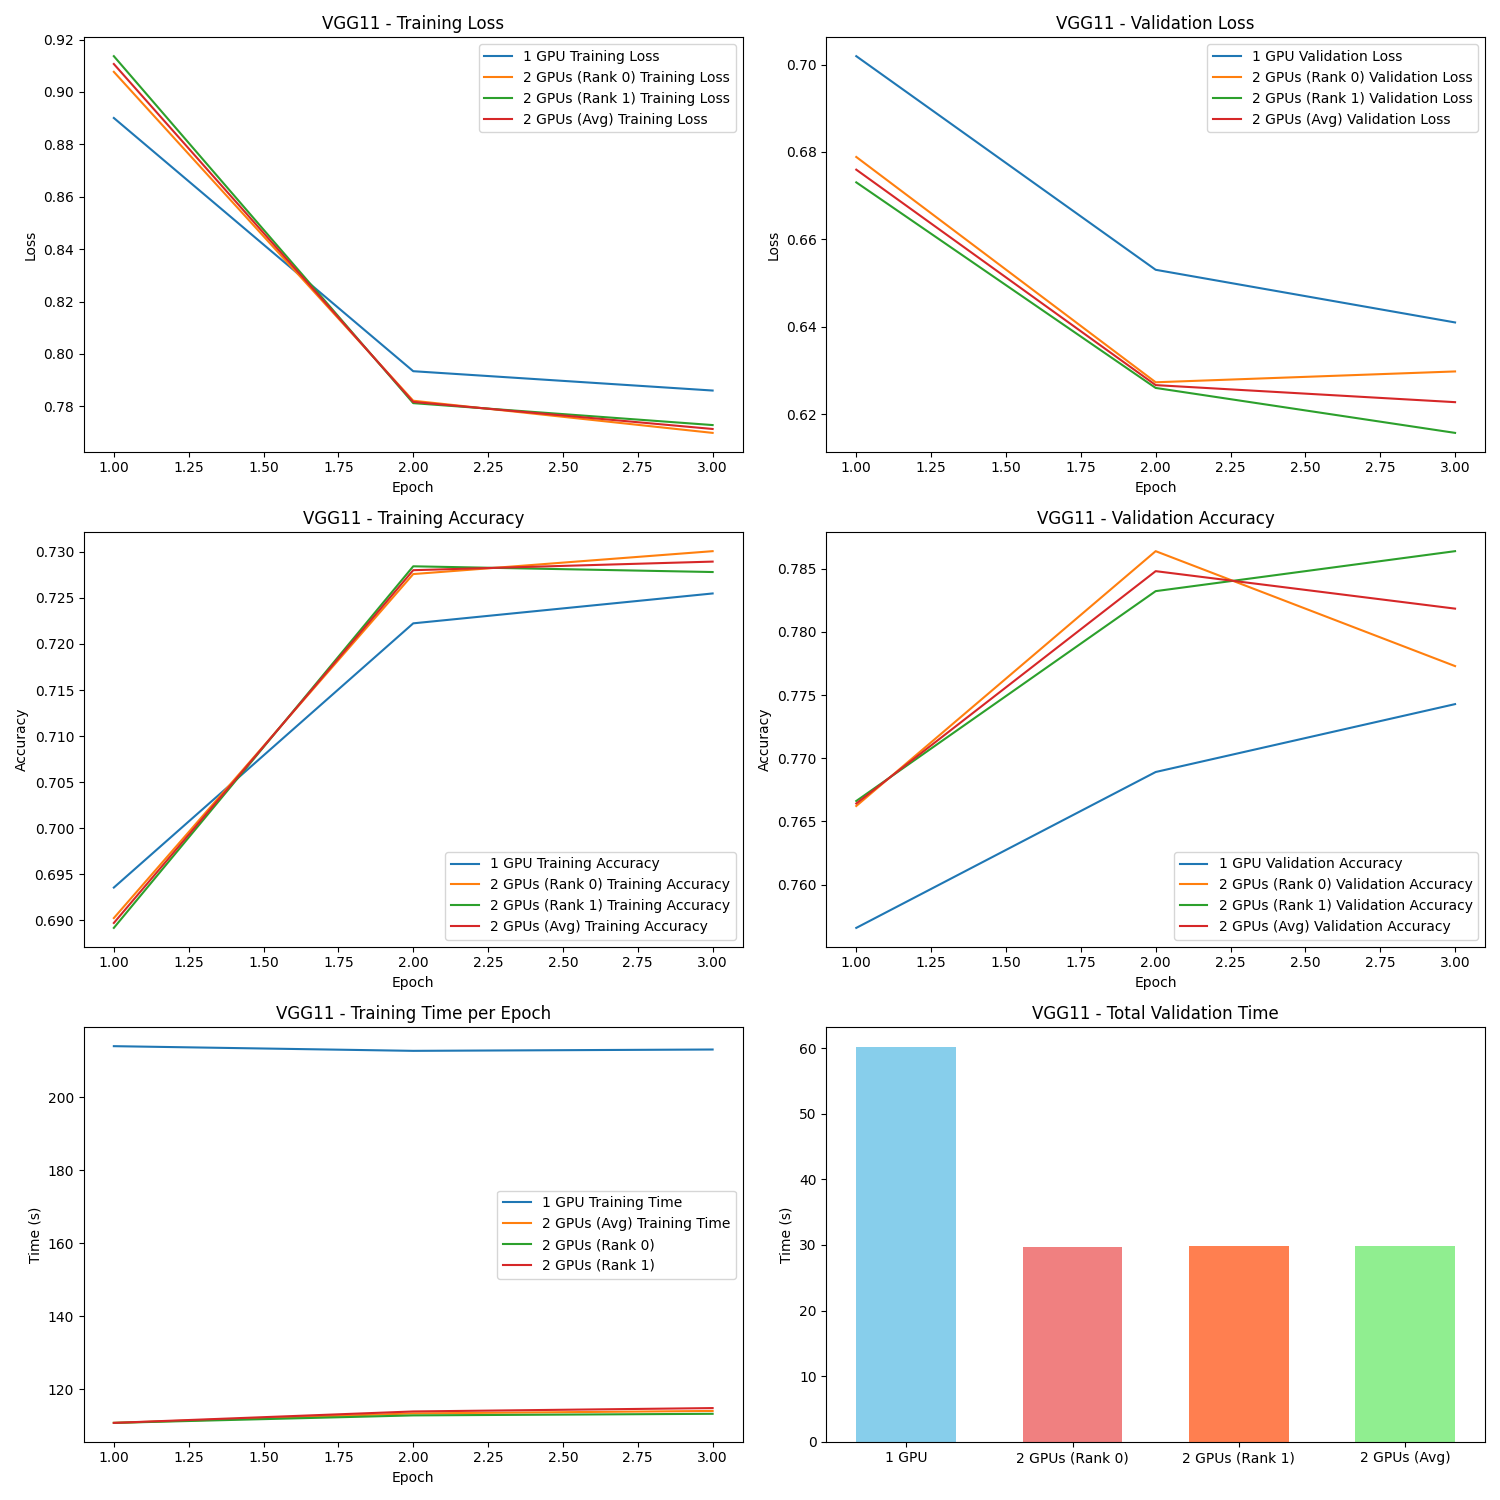 VGG11 - Training Loss
0.92
0.90
0.88
0.86
0.84
0.82
0.80
0.78
Loss
1 GPU Training Loss
2 GPUs (Rank 0) Training Loss
2 GPUs (Rank 1) Training Loss
2 GPUs (Avg) Training Loss
1.00 1.25 1.50 1.75 2.00 2.25 2.50 2.75 3.00
Epoch
VGG11 - Validation Loss
0.70
0.68
0.66
0.64
0.62
Loss
1 GPU Validation Loss
2 GPUs (Rank 0) Validation Loss
2 GPUs (Rank 1) Validation Loss
2 GPUs (Avg) Validation Loss
1.00 1.25 1.50 1.75 2.00 2.25 2.50 2.75 3.00
Epoch
VGG11 - Training Accuracy
0.730
0.725
0.720
0.715
0.710
0.705
0.700
0.695
0.690
Accuracy
1 GPU Training Accuracy
2 GPUs (Rank 0) Training Accuracy
2 GPUs (Rank 1) Training Accuracy
2 GPUs (Avg) Training Accuracy
1.00 1.25 1.50 1.75 2.00 2.25 2.50 2.75 3.00
Epoch
VGG11 - Validation Accuracy
0.785
0.780
0.775
0.770
0.765
0.760
Accuracy
1 GPU Validation Accuracy
2 GPUs (Rank 0) Validation Accuracy
2 GPUs (Rank 1) Validation Accuracy
2 GPUs (Avg) Validation Accuracy
1.00 1.25 1.50 1.75 2.00 2.25 2.50 2.75 3.00
Epoch
VGG11 - Training Time per Epoch
200
180
160
140
120
Time (s)
1 GPU Training Time
2 GPUs (Avg) Training Time
2 GPUs (Rank 0)
2 GPUs (Rank 1)
1.00 1.25 1.50 1.75 2.00 2.25 2.50 2.75 3.00
Epoch
VGG11 - Total Validation Time
60
50
40
30
20
10
0
Time (s)
1 GPU 2 GPUs (Rank 0) 2 GPUs (Rank 1) 2 GPUs (Avg)